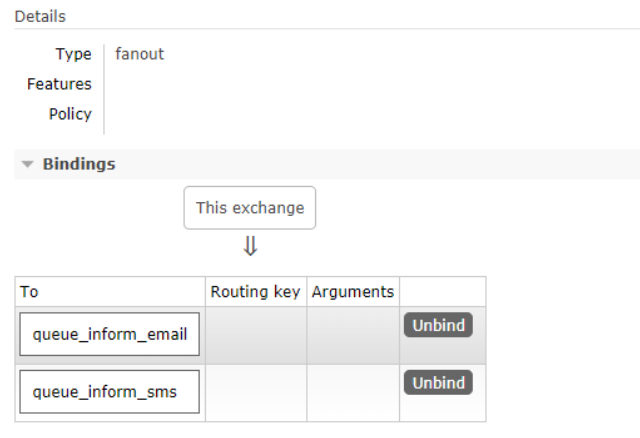 Details
Type fanout
Features
Policy
Bindings
This exchange
To Routing key Arguments
queue_inform_email Unbind
queue_inform_sms Unbind